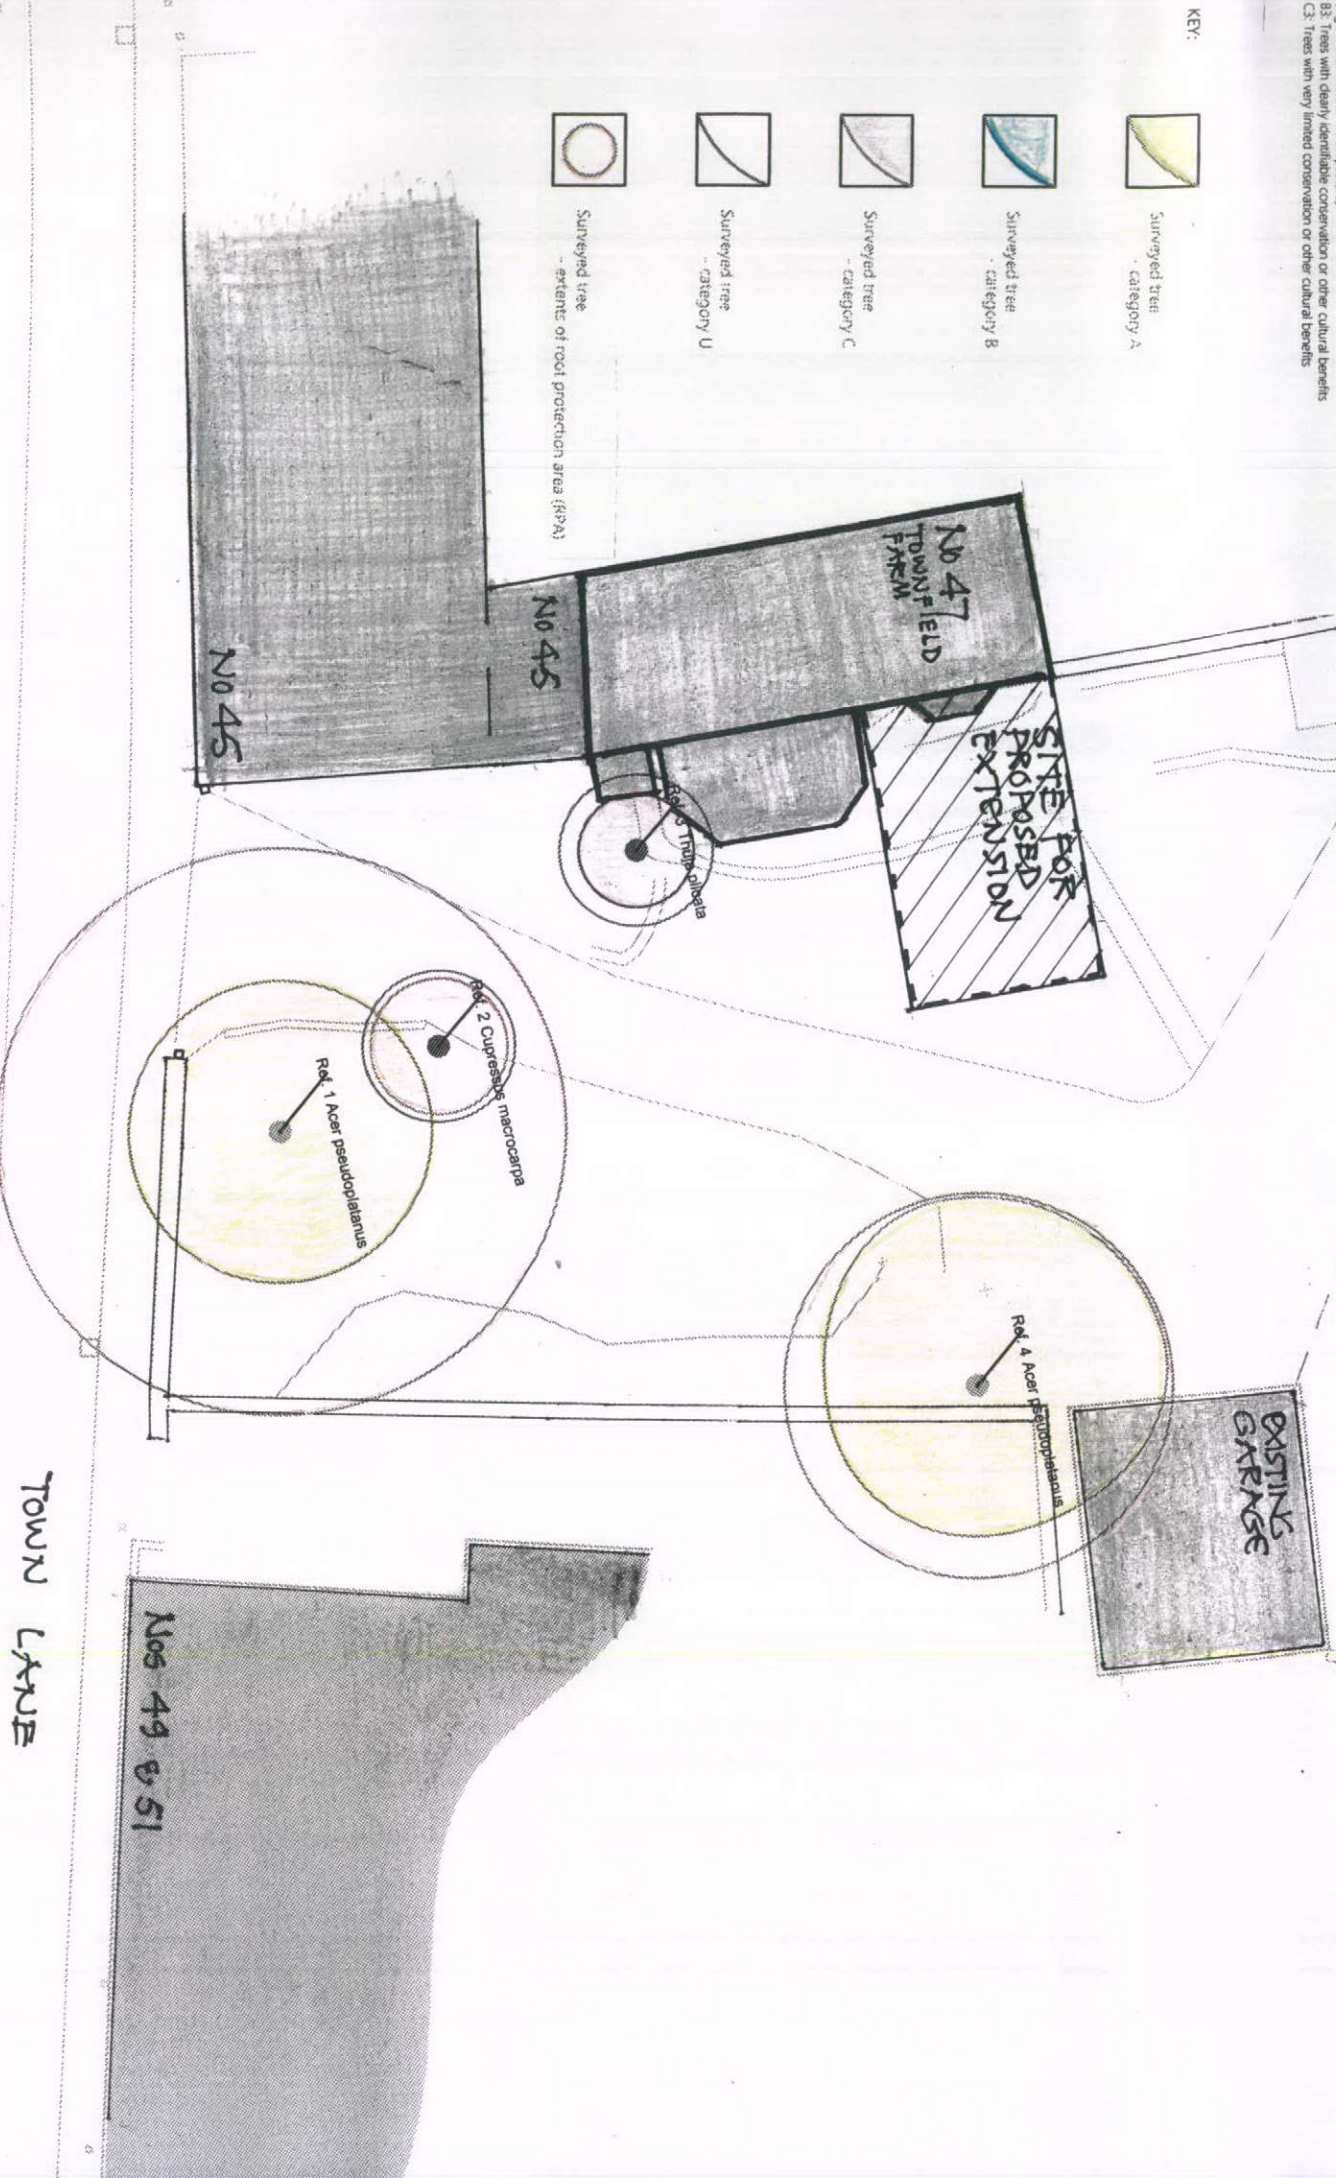 B3: Trees with clearly identifiable conservation or other cultural benefits
C3: Trees with very limited conservation or other cultural benefits
KEY:
Surveyed tree
- category A
Surveyed tree
- category B
Surveyed tree
- category C
Surveyed tree
- category U
Surveyed tree
- extents of root protection area (RPA)
No 47
TOWNFIELD
FARM
SITE FOR
PROPOSED
EXTENSION
No 45
No 45
Ref. 3 Thuja plicata
Ref. 2 Cupressus macrocarpa
Ref. 1 Acer pseudoplatanus
Ref. 4 Acer pseudoplatanus
EXISTING
GARAGE
Nos 49 & 51
TOWN LANE